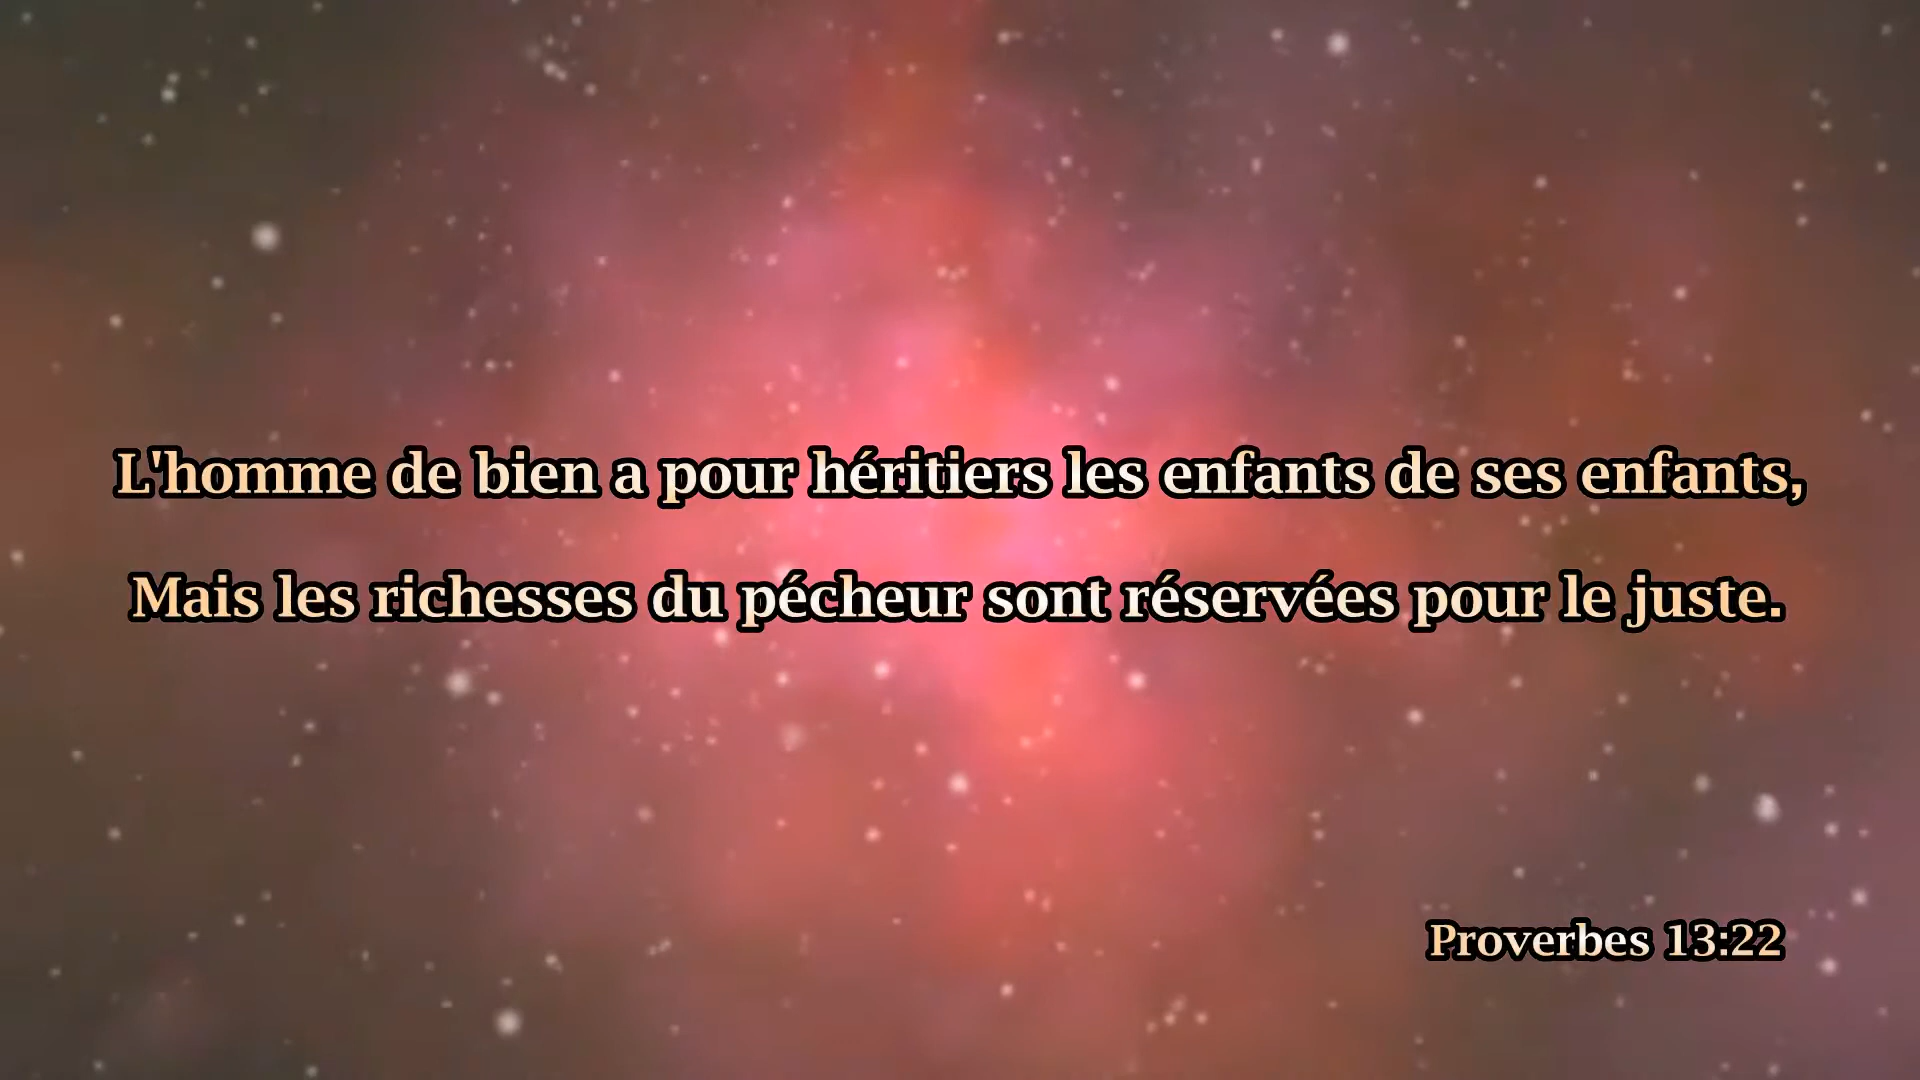 L'homme de bien a pour héritiers les enfants de ses enfants,
Mais les richesses du pécheur sont réservées pour le juste.
Proverbes 13:22